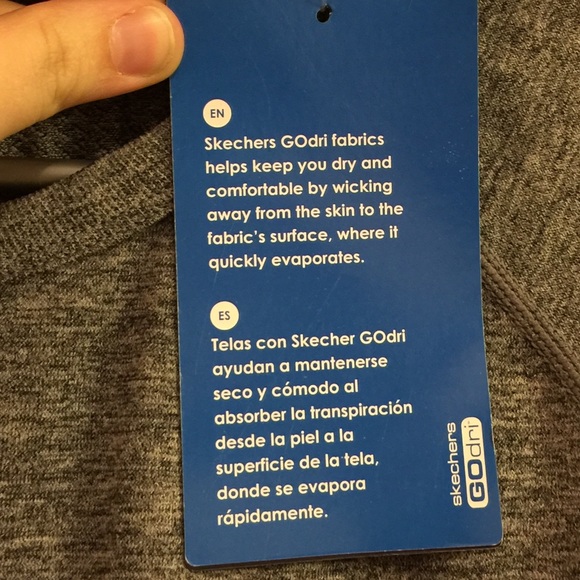 EN
Skechers GOdri fabrics
helps keep you dry and
comfortable by wicking
away from the skin to the
fabric's surface, where it
quickly evaporates.
ES
Telas con Skecher GOdri
ayudan a mantenerse
seco y cómodo al
absorber la transpiración
desde la piel a la
superficie de la tela,
donde se evapora
rápidamente.
skechers
GOdri